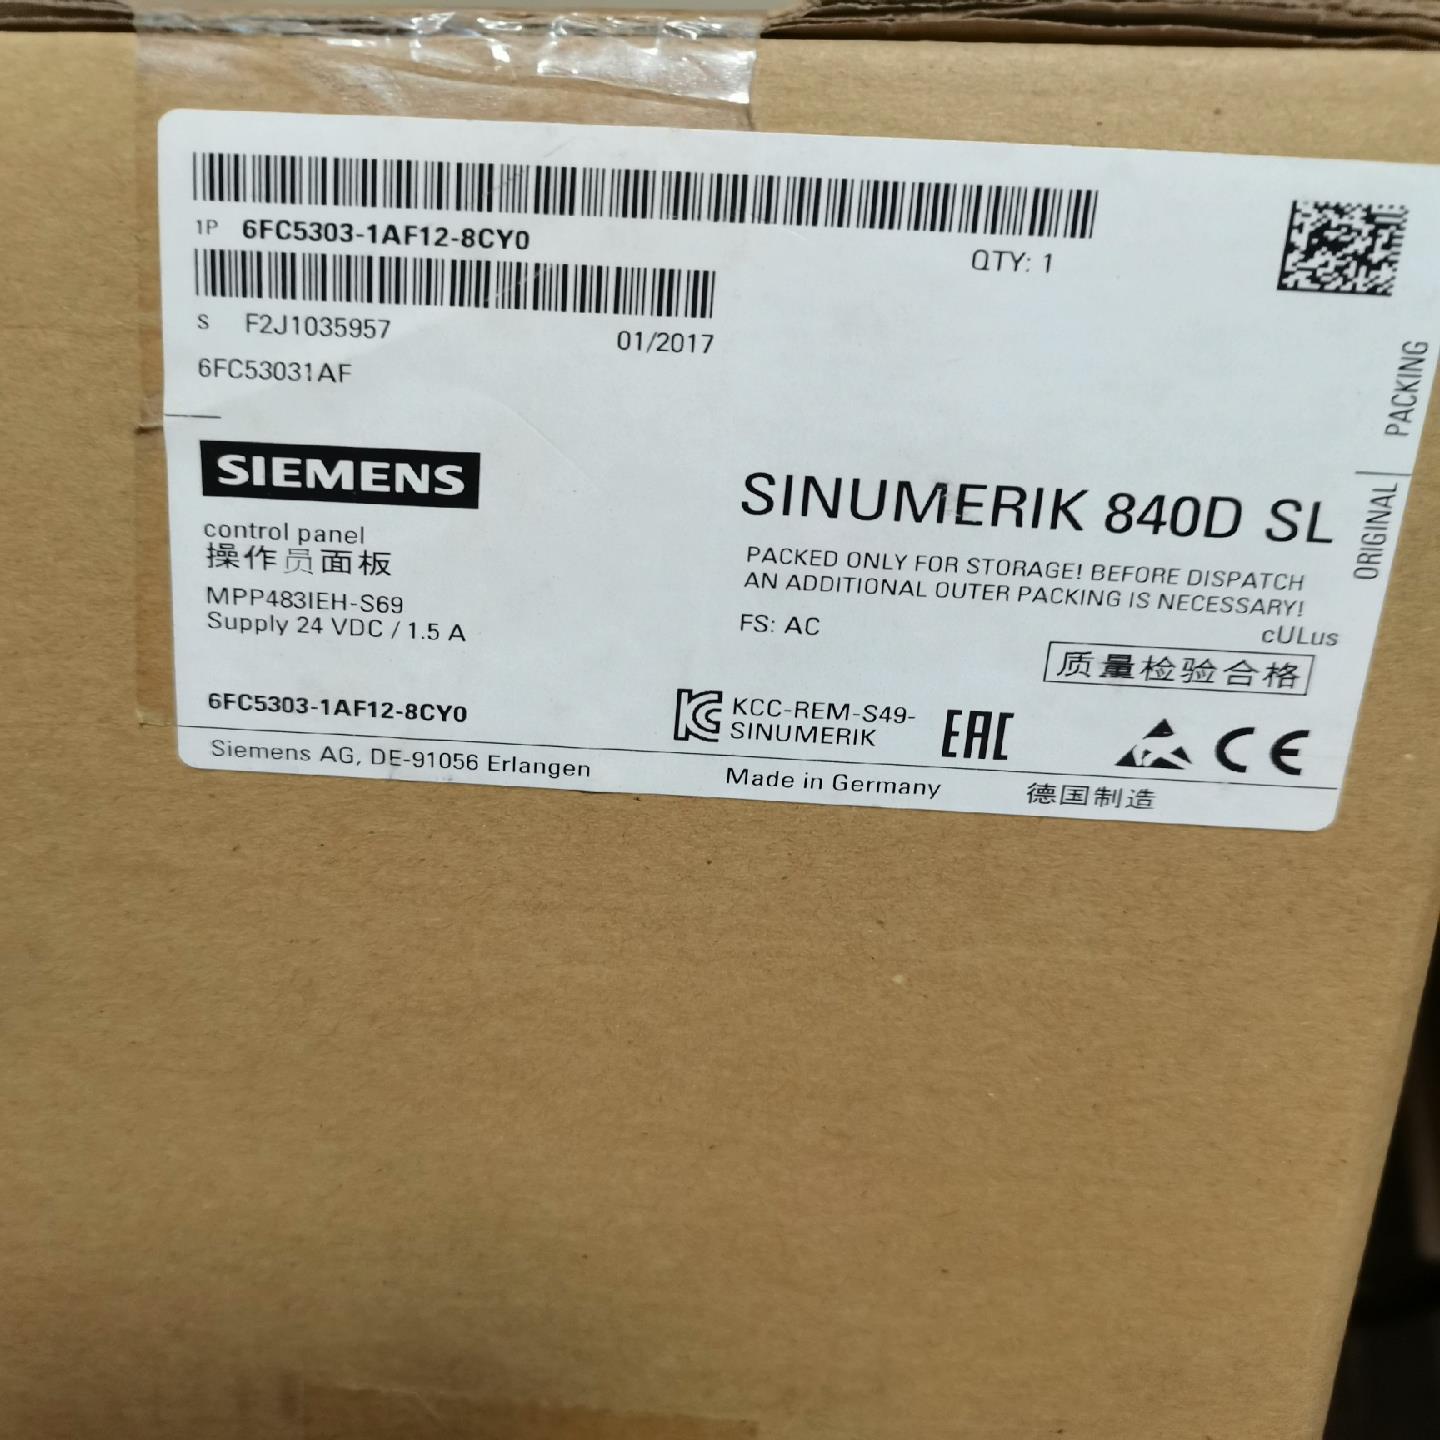 1P 6FC5303-1AF12-8CY0
QTY: 1
S F2J1035957
01/2017
6FC53031AF
ORIGINAL PACKING
SIEMENS
SINUMERIK 840D SL
control panel
操作员面板
PACKED ONLY FOR STORAGE! BEFORE DISPATCH
AN ADDITIONAL OUTER PACKING IS NECESSARY!
MPP483IEH-S69
Supply 24 VDC / 1.5 A
FS: AC
cULus
质量检验合格
6FC5303-1AF12-8CY0
KCC-REM-S49-
SINUMERIK
EAC
CE
Siemens AG, DE-91056 Erlangen
Made in Germany
德国制造